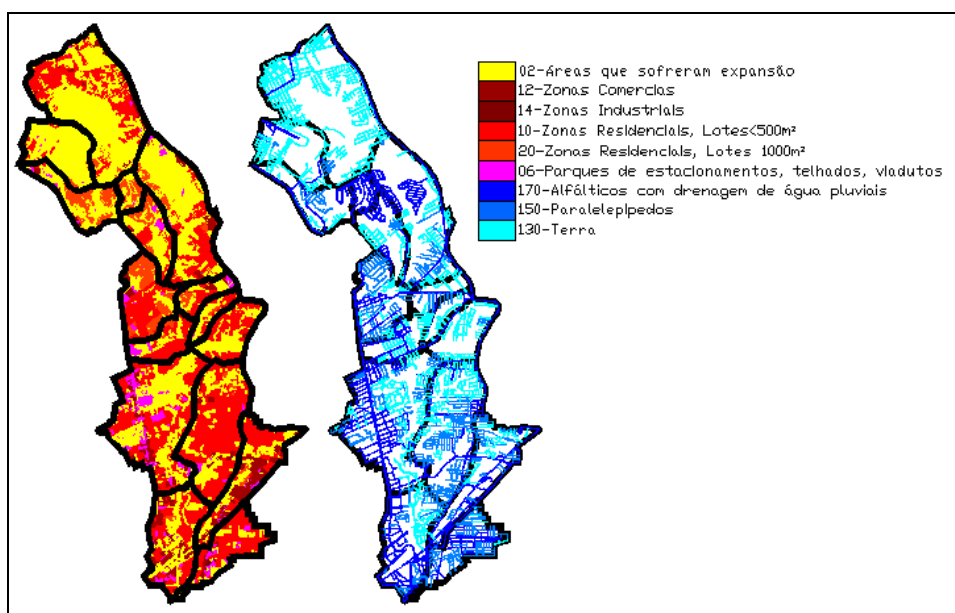 02-Áreas que sofreram expansão
12-Zonas Comercias
14-Zonas Industriais
10-Zonas Residenciais, Lotes<500m²
20-Zonas Residenciais, Lotes 1000m²
06-Parques de estacionamentos, telhados, viadutos
170-Alfálticos com drenagem de água pluviais
150-Paralelepípedos
130-Terra